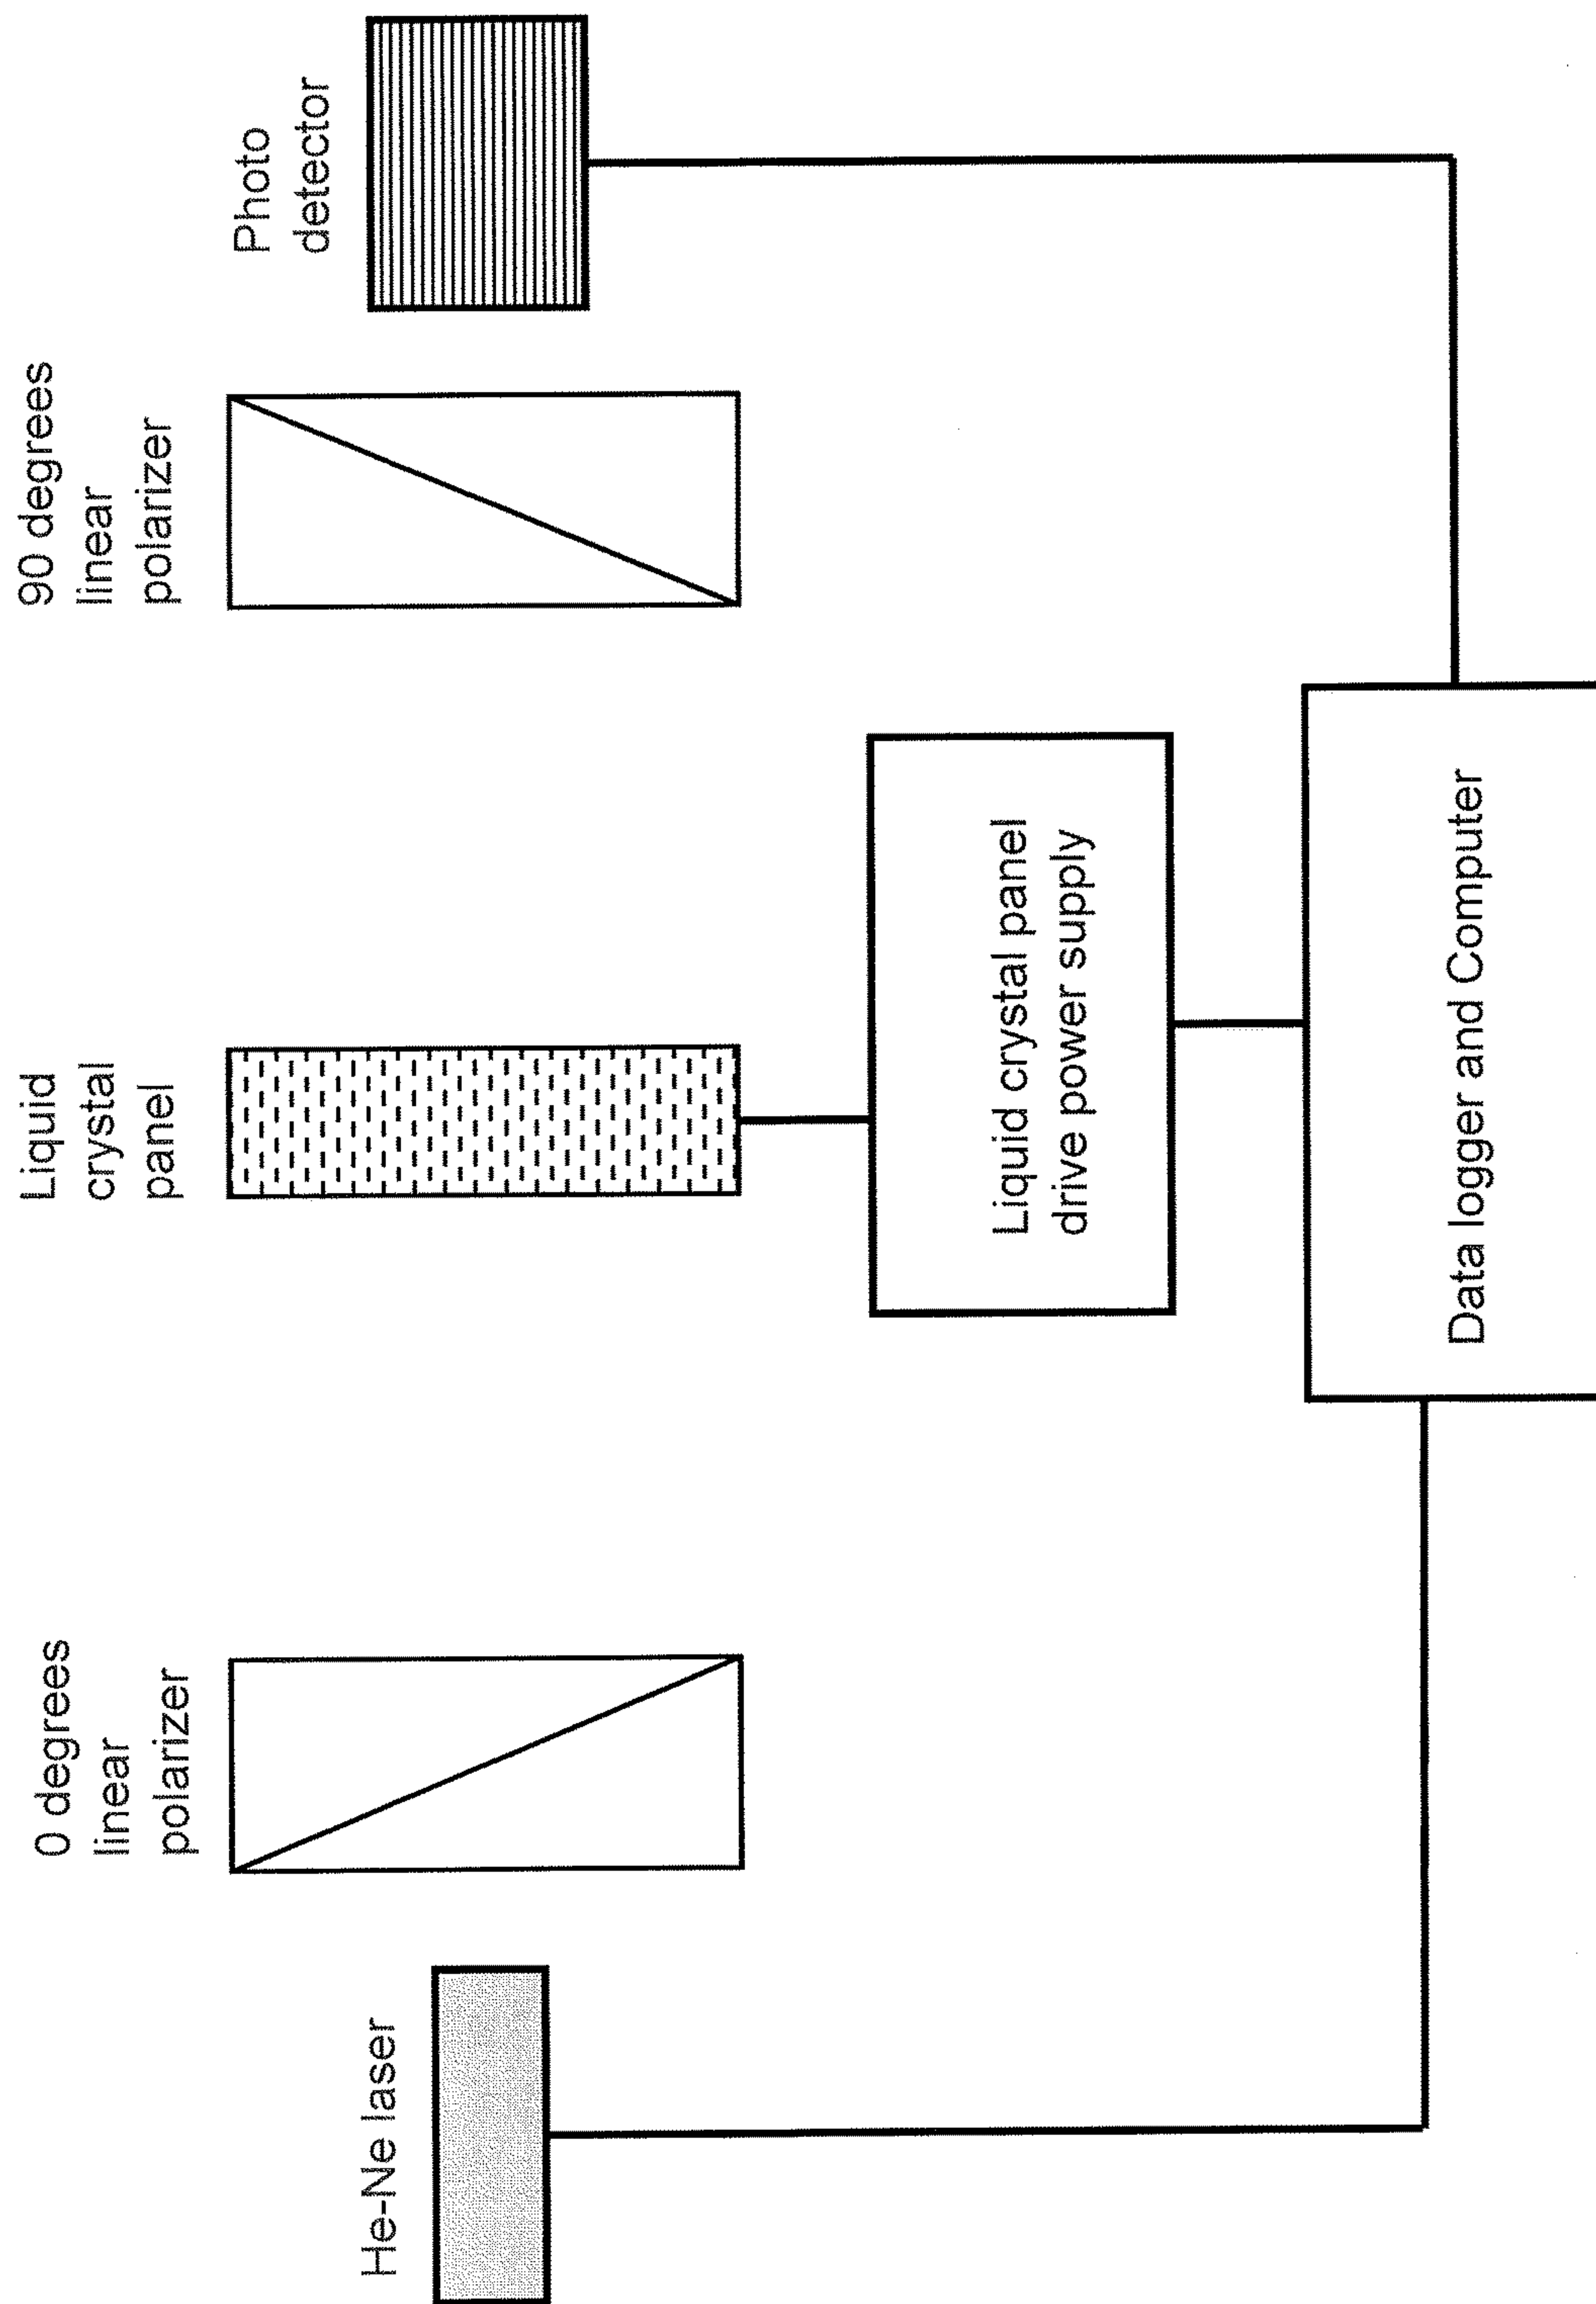 He-Ne laser
0 degrees
linear
polarizer
Liquid
crystal
panel
90 degrees
linear
polarizer
Photo
detector
Liquid crystal panel
drive power supply
Data logger and Computer